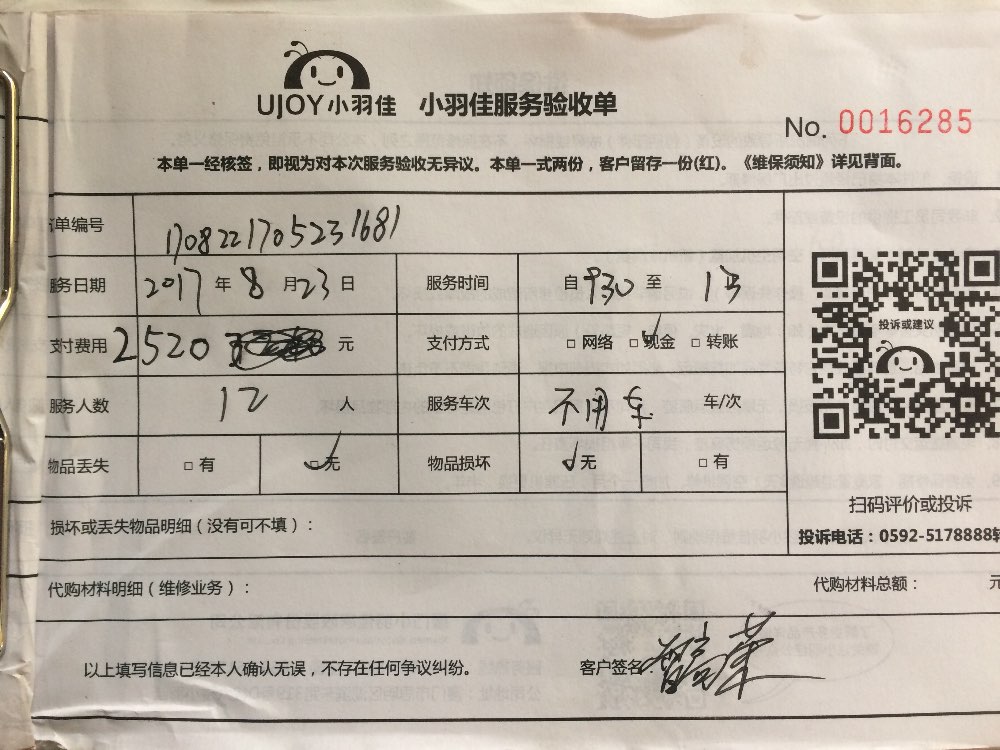 UJOY小羽佳 小羽佳服务验收单
No. 0016285
本单一经核签，即视为对本次服务验收无异议。本单一式两份，客户留存一份(红)。《维保须知》详见背面。
单编号 1708221705231681
务日期 2017 年 8 月 23 日 服务时间 自 930 至
付费用 2520 元 支付方式 □ 网络 □ 现金 □ 转账
服务人数 12 人 服务车次 不用车 车/次
物品丢失 □ 有 □ 无 物品损坏 □ 无 □ 有
投诉或建议
扫码评价或投诉
投诉电话：0592-5178888转
损坏或丢失物品明细（没有可不填）：
代购材料明细（维修业务）： 代购材料总额： 元
以上填写信息已经本人确认无误，不存在任何争议纠纷。 客户签名